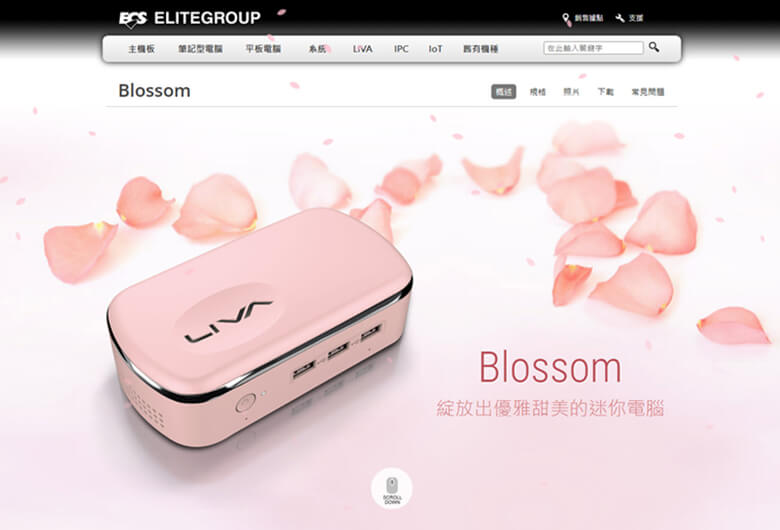 ECS ELITEGROUP
銷售據點 支援
主機板 筆記型電腦 平板電腦 系統 LiVA IPC IoT 舊有機種
在此輸入關鍵字
Blossom
概述 規格 照片 下載 常見問題
LIVA
Blossom
綻放出優雅甜美的迷你電腦
SCROLL
DOWN